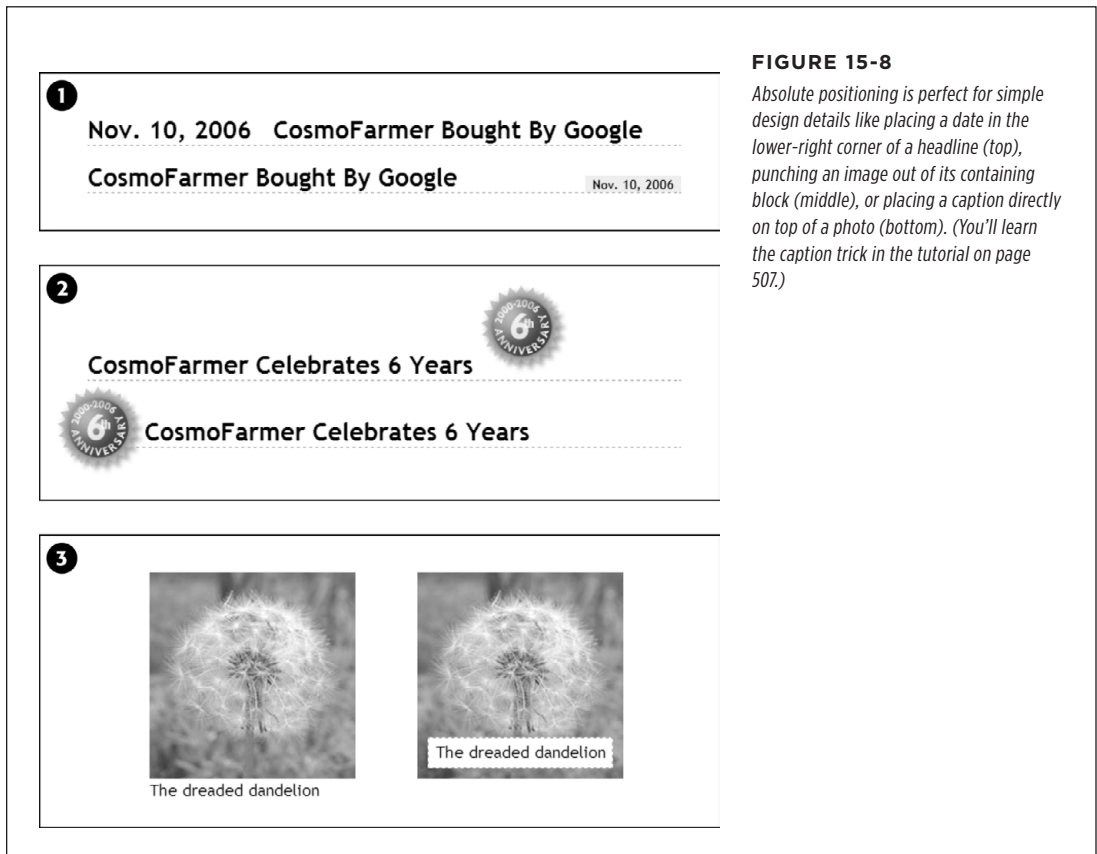 FIGURE 15-8
Absolute positioning is perfect for simple
design details like placing a date in the
lower-right corner of a headline (top),
punching an image out of its containing
block (middle), or placing a caption directly
on top of a photo (bottom). (You'll learn
the caption trick in the tutorial on page
507.)
1
Nov. 10, 2006 CosmoFarmer Bought By Google
CosmoFarmer Bought By Google Nov. 10, 2006
2
2000-2006
6th
ANNIVERSARY
CosmoFarmer Celebrates 6 Years
2000-2006
6th
ANNIVERSARY
CosmoFarmer Celebrates 6 Years
3
The dreaded dandelion
The dreaded dandelion